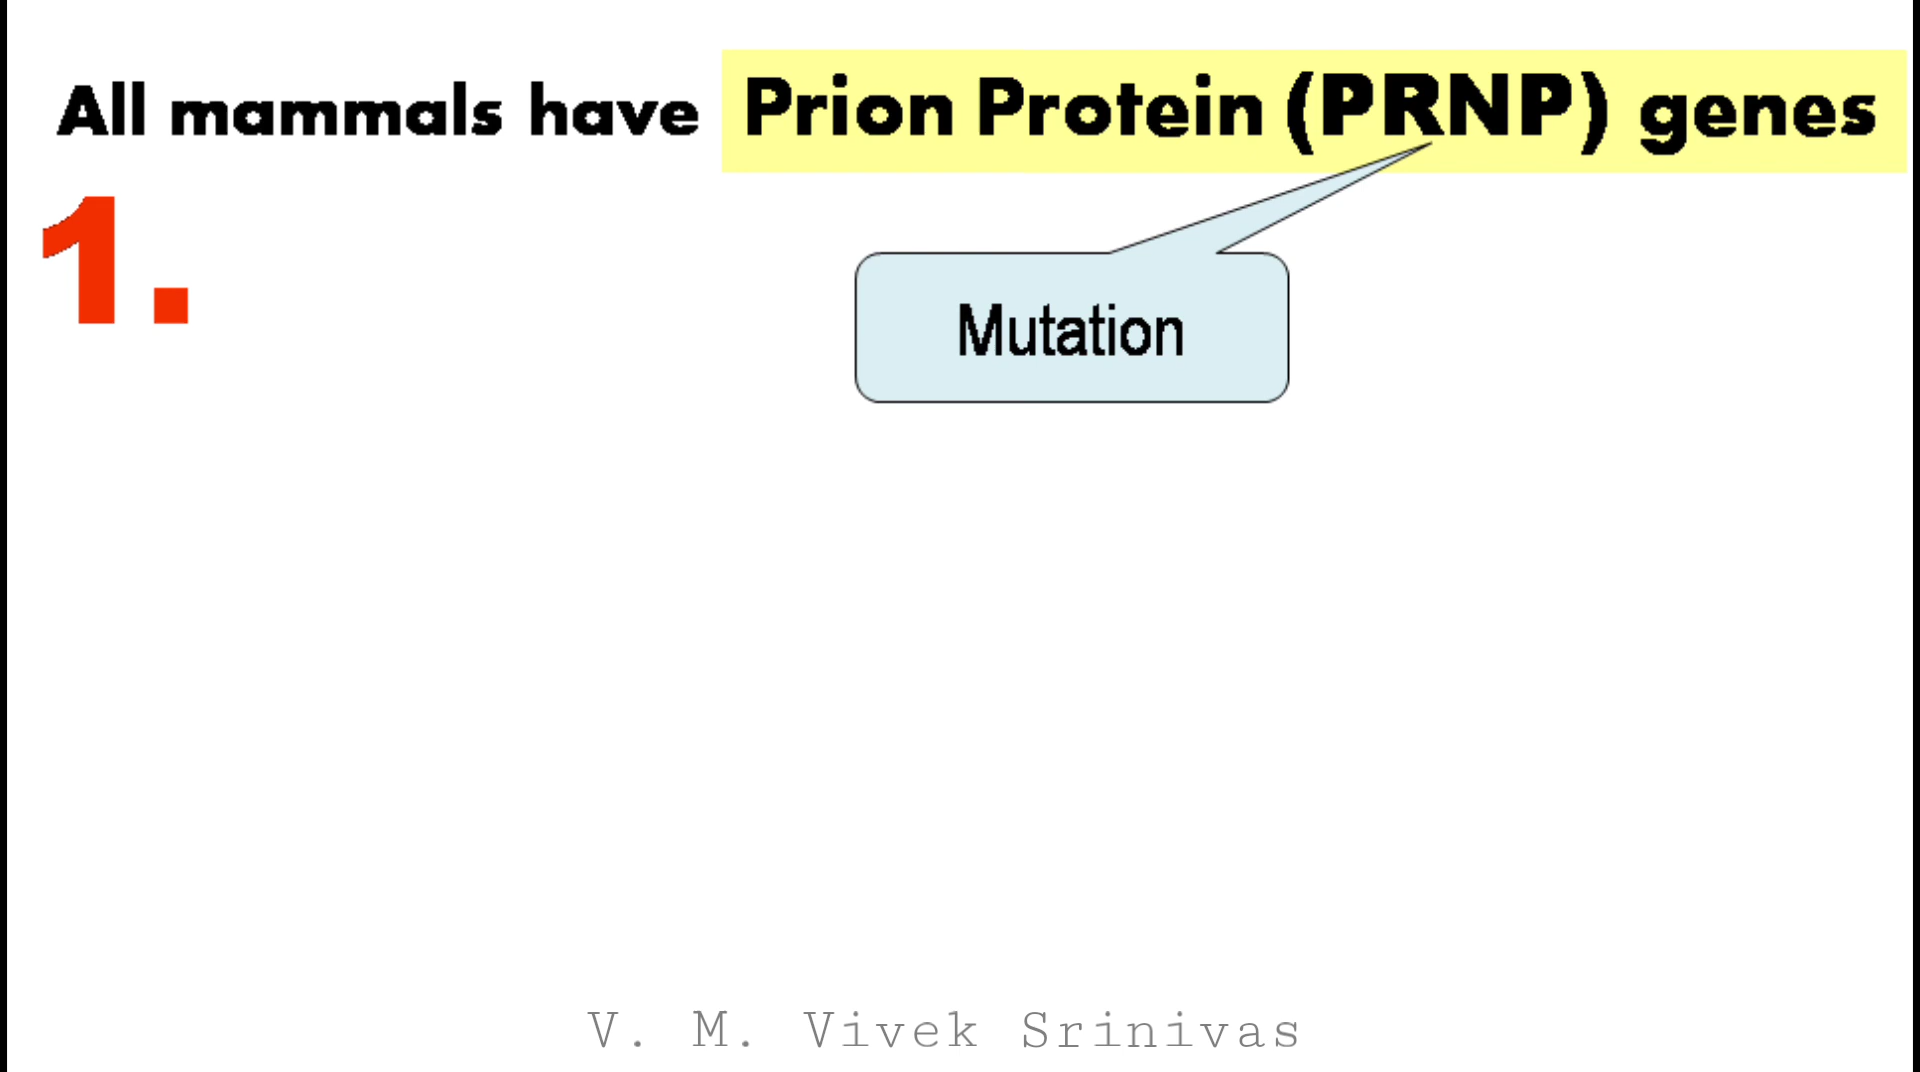 All mammals have Prion Protein (PRNP) genes
1.
Mutation
V. M. Vivek Srinivas